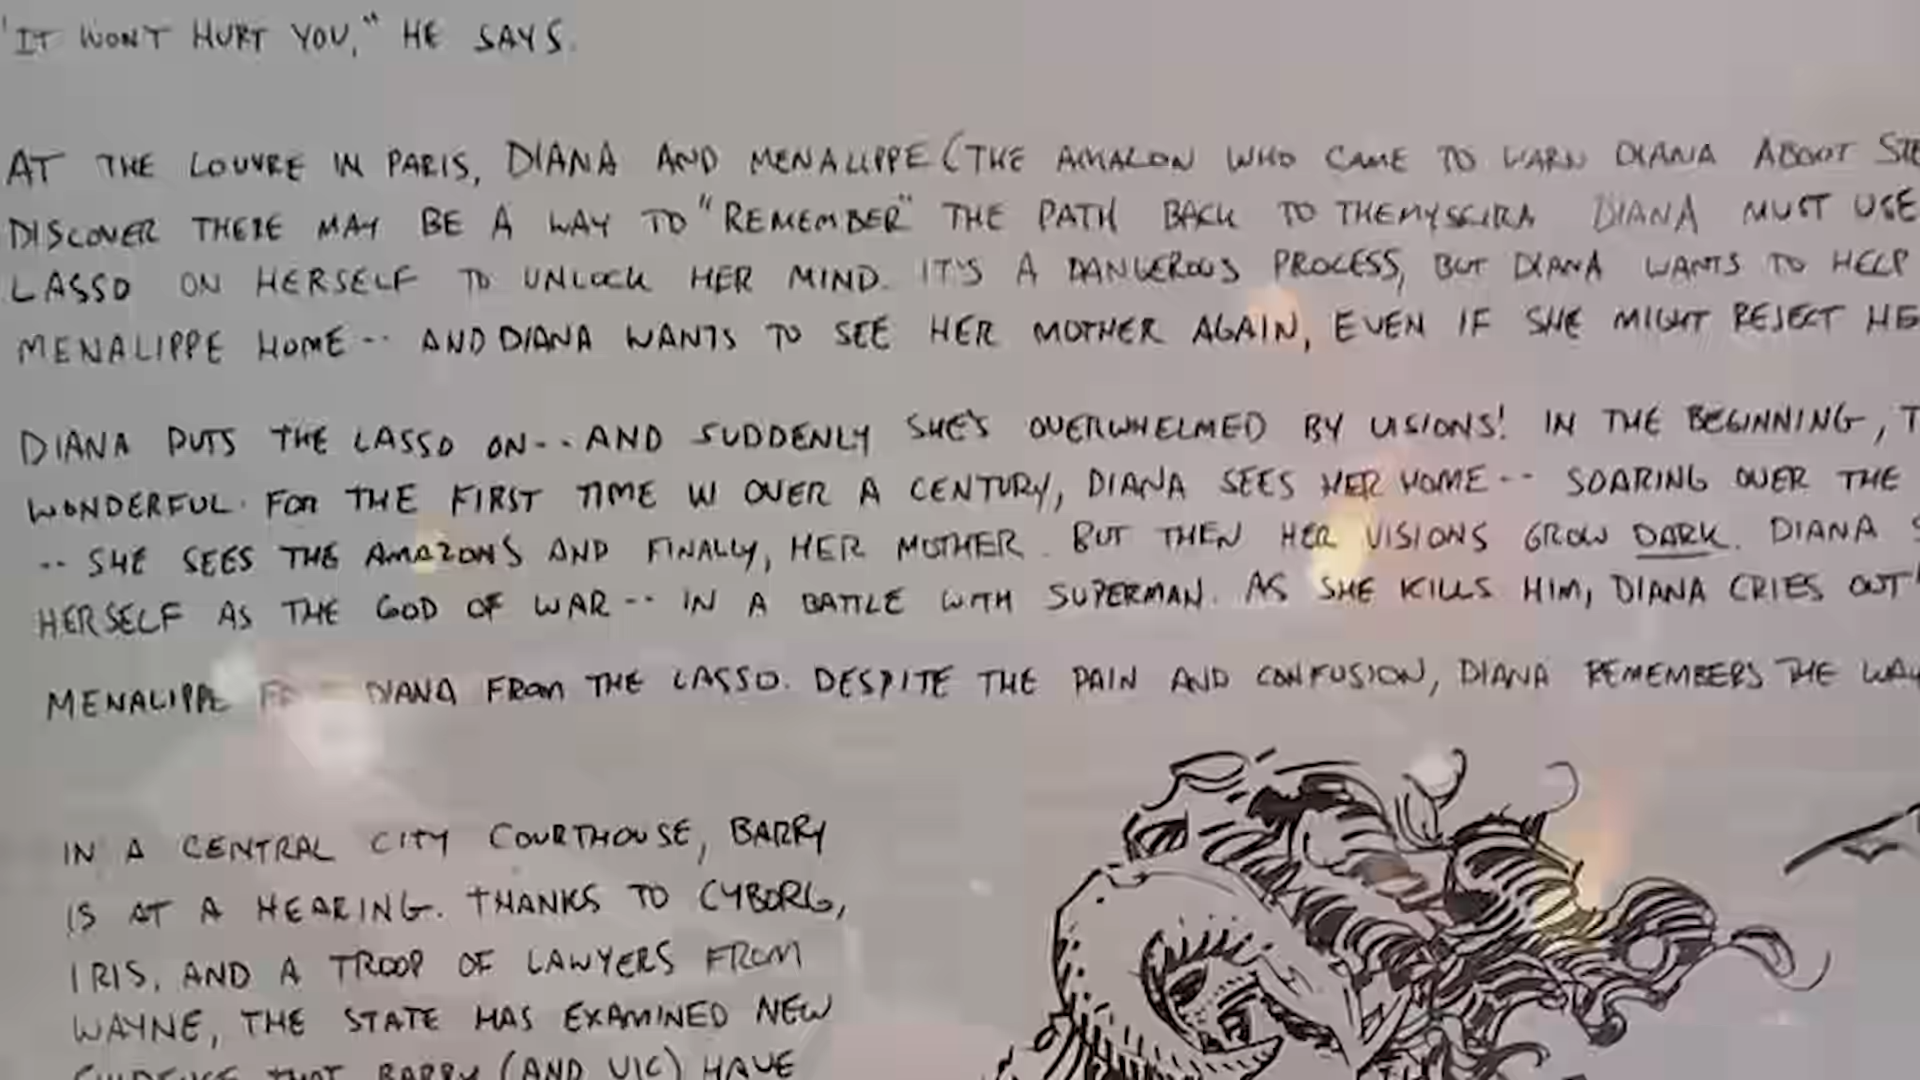 "IT WON'T HURT YOU," HE SAYS.
AT THE LOUVRE IN PARIS, DIANA AND MENALIPPE (THE AMAZON WHO CAME TO WARN DIANA ABOUT
DISCOVER THERE MAY BE A WAY TO "REMEMBER" THE PATH BACK TO THEMYSCIRA DIANA MUST USE
LASSO ON HERSELF TO UNLOCK HER MIND. IT'S A DANGEROUS PROCESS, BUT DIANA WANTS TO HELP
MENALIPPE HOME -- AND DIANA WANTS TO SEE HER MOTHER AGAIN, EVEN IF SHE MIGHT REJECT
DIANA PUTS THE LASSO ON -- AND SUDDENLY SHE'S OVERWHELMED BY VISIONS! IN THE BEGINNING,
WONDERFUL. FOR THE FIRST TIME IN OVER A CENTURY, DIANA SEES HER HOME -- SOARING OVER THE
-- SHE SEES THE AMAZONS AND FINALLY, HER MOTHER. BUT THEN HER VISIONS GROW DARK. DIANA
HERSELF AS THE GOD OF WAR -- IN A BATTLE WITH SUPERMAN. AS SHE KILLS HIM, DIANA CRIES OUT!
MENALIPPE DIANA FROM THE LASSO. DESPITE THE PAIN AND CONFUSION, DIANA REMEMBERS THE
IN A CENTRAL CITY COURTHOUSE, BARRY
IS AT A HEARING. THANKS TO CYBORG,
IRIS, AND A TROOP OF LAWYERS FROM
WAYNE, THE STATE HAS EXAMINED NEW
EVIDENCE THAT BARRY (AND VIC) HAVE